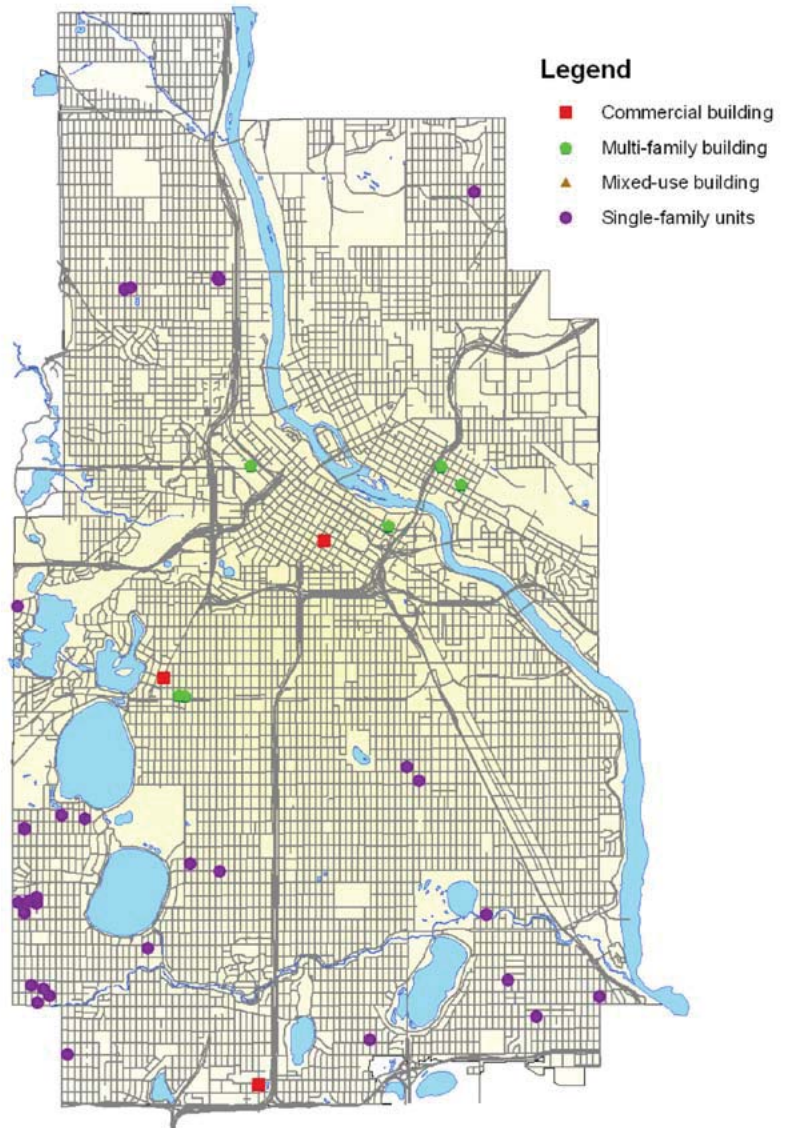 Legend
Commercial building
Multi-family building
Mixed-use building
Single-family units